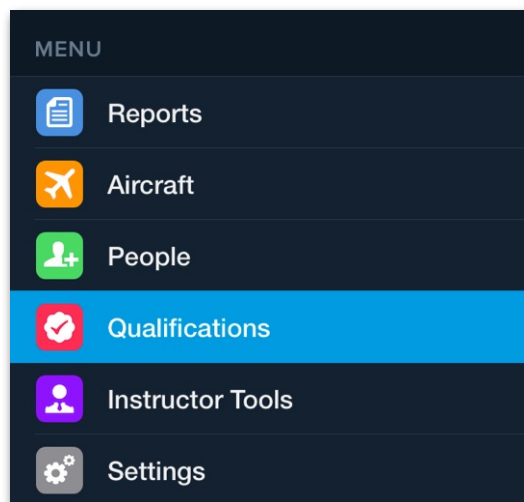 MENU
Reports
Aircraft
People
Qualifications
Instructor Tools
Settings